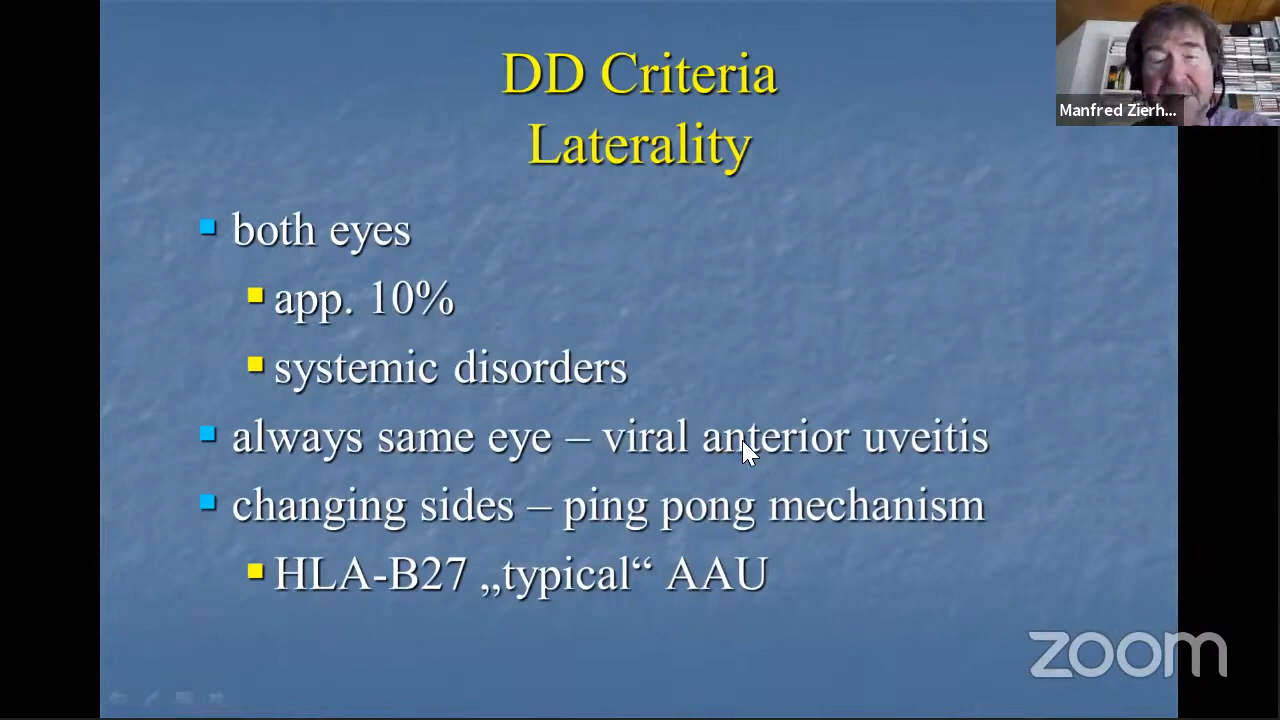 DD Criteria
Laterality
Manfred Zierh...
both eyes
app. 10%
systemic disorders
always same eye – viral anterior uveitis
changing sides – ping pong mechanism
HLA-B27 „typical“ AAU
zoom